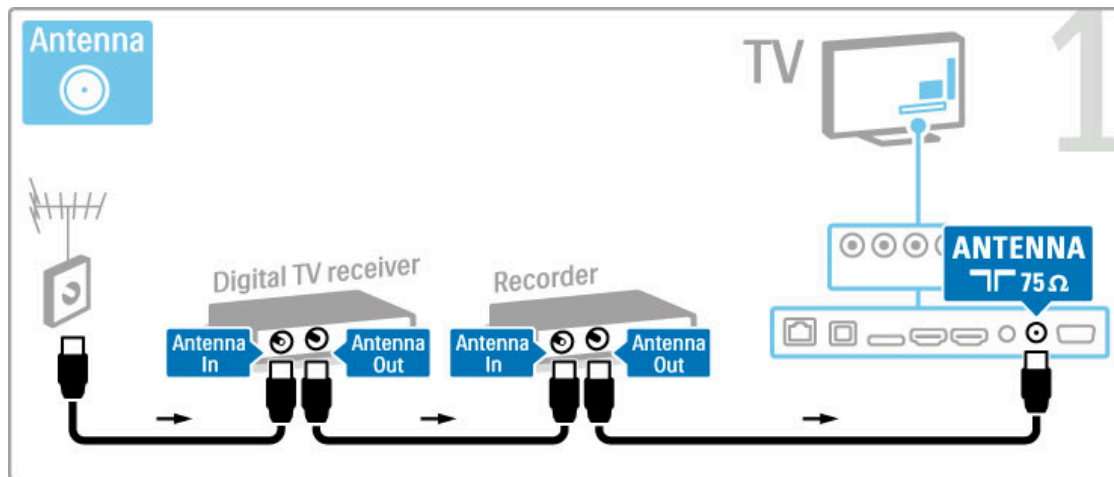 Antenna
TV
1
Digital TV receiver
Recorder
Antenna
In
Antenna
Out
Antenna
In
Antenna
Out
ANTENNA
75 Ω